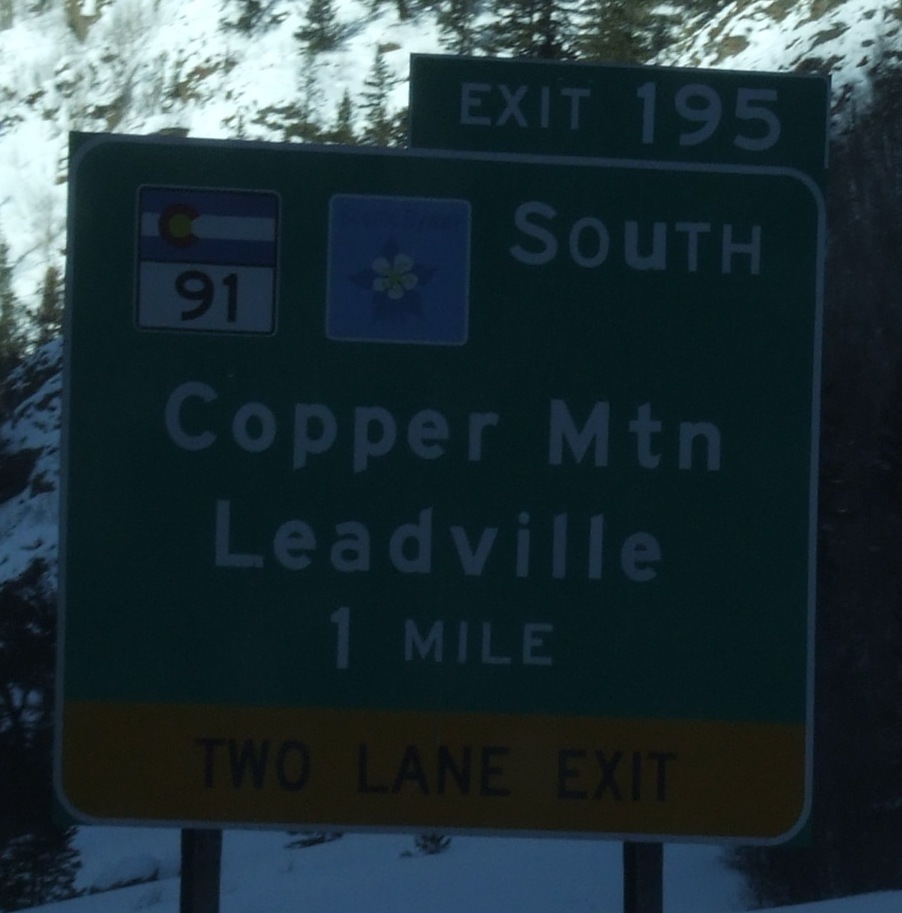 EXIT 195
91 SOUTH
Copper Mtn
Leadville
1 MILE
TWO LANE EXIT